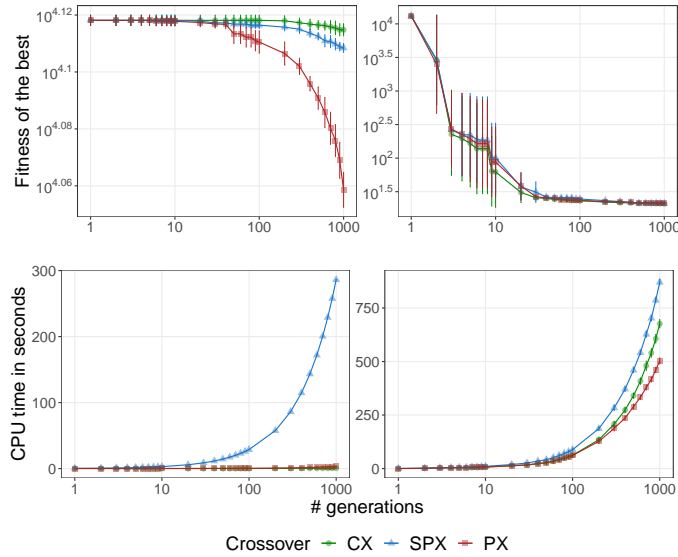 Fitness of the best
10^4.12
10^4.1
10^4.08
10^4.06
1 10 100 1000
10^4
10^3.5
10^3
10^2.5
10^2
10^1.5
1 10 100 1000
CPU time in seconds
300
200
100
0
1 10 100 1000
750
500
250
0
1 10 100 1000
# generations
Crossover CX SPX PX